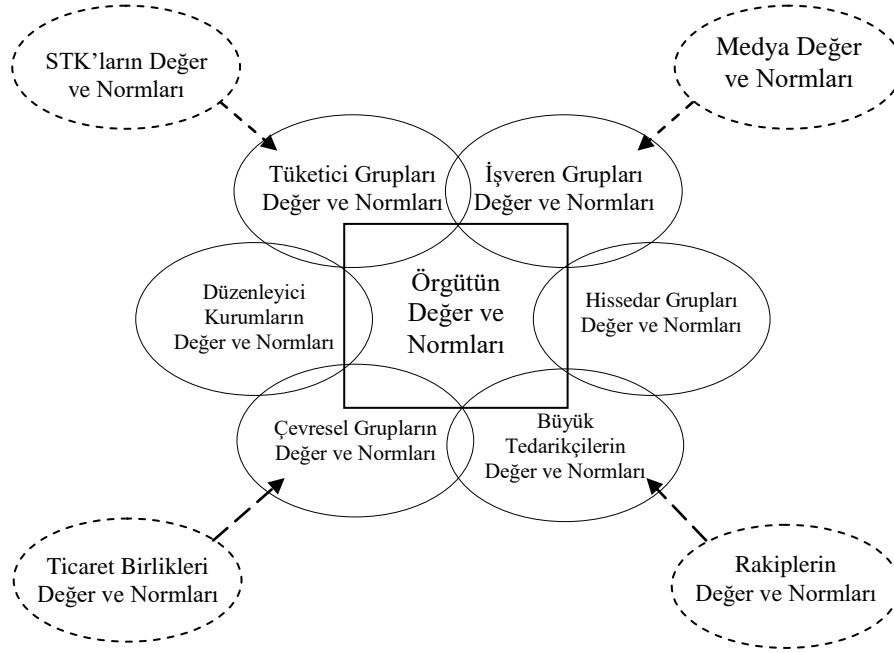 STK’ların Değer
ve Normları
Medya Değer
ve Normları
Tüketici Grupları
Değer ve Normları
İşveren Grupları
Değer ve Normları
Düzenleyici
Kurumların
Değer ve Normları
Örgütün
Değer ve
Normları
Hissedar Grupları
Değer ve Normları
Çevresel Grupların
Değer ve Normları
Büyük
Tedarikçilerin
Değer ve Normları
Ticaret Birlikleri
Değer ve Normları
Rakiplerin
Değer ve Normları